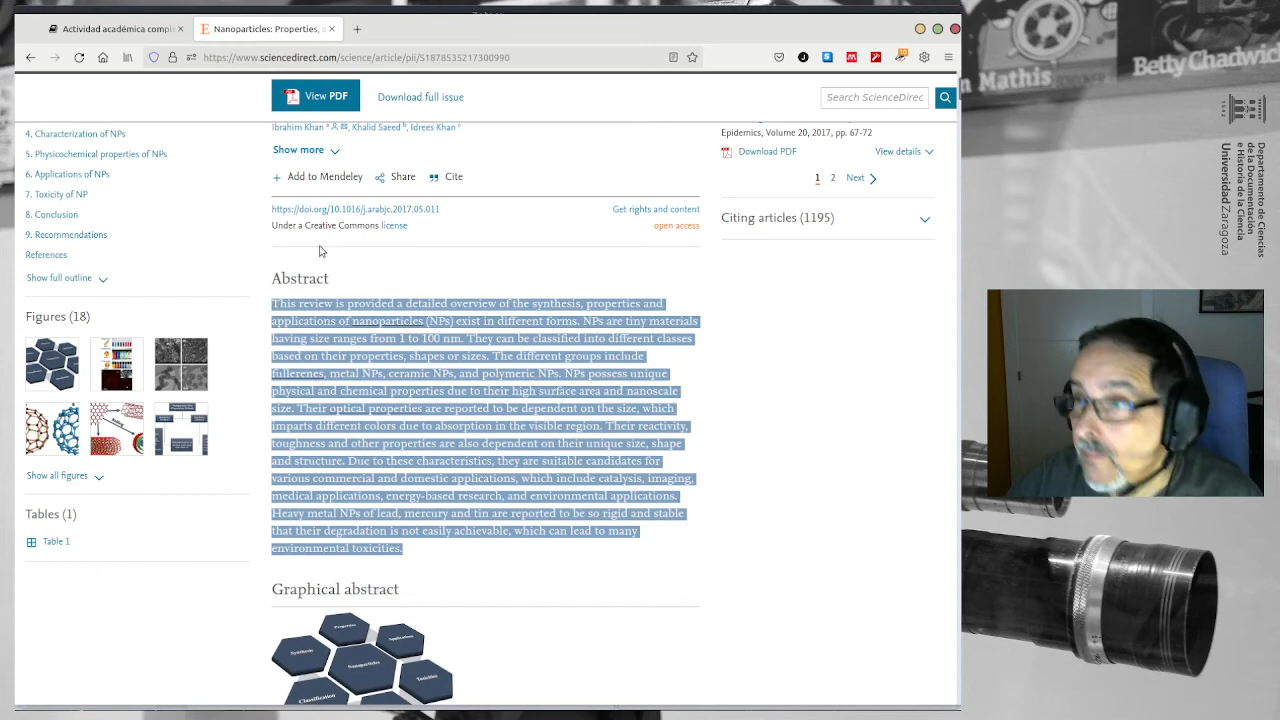 Actividad académica compl
Nanoparticles: Properties, a
https://www.sciencedirect.com/science/article/pii/S1878535217300990
10
View PDF
Download full issue
Search ScienceDirec
4. Characterization of NPs
5. Physicochemical properties of NPs
6. Applications of NPs
7. Toxicity of NP
8. Conclusion
9. Recommendations
References
Show full outline
Figures (18)
Show all figures
Tables (1)
Table 1
Ibrahim Khan a, Khalid Saeed b, Idrees Khan c
Show more
Add to Mendeley
Share
Cite
https://doi.org/10.1016/j.arabjc.2017.05.011
Get rights and content
Under a Creative Commons license
open access
Abstract
This review is provided a detailed overview of the synthesis, properties and
applications of nanoparticles (NPs) exist in different forms. NPs are tiny materials
having size ranges from 1 to 100 nm. They can be classified into different classes
based on their properties, shapes or sizes. The different groups include
fullerenes, metal NPs, ceramic NPs, and polymeric NPs. NPs possess unique
physical and chemical properties due to their high surface area and nanoscale
size. Their optical properties are reported to be dependent on the size, which
imparts different colors due to absorption in the visible region. Their reactivity,
toughness and other properties are also dependent on their unique size, shape
and structure. Due to these characteristics, they are suitable candidates for
various commercial and domestic applications, which include catalysis, imaging,
medical applications, energy-based research, and environmental applications.
Heavy metal NPs of lead, mercury and tin are reported to be so rigid and stable
that their degradation is not easily achievable, which can lead to many
environmental toxicities.
Graphical abstract
Properties
Applications
Synthesis
Nanoparticles
Toxicities
Classification
Epidemics, Volume 20, 2017, pp. 67-72
Download PDF
View details
1 2 Next
Citing articles (1195)
n Mathis
Betty Chadwi
1542
Departamento de Ciencias
de la Documentación
e Historia de la Ciencia
Universidad Zaragoza